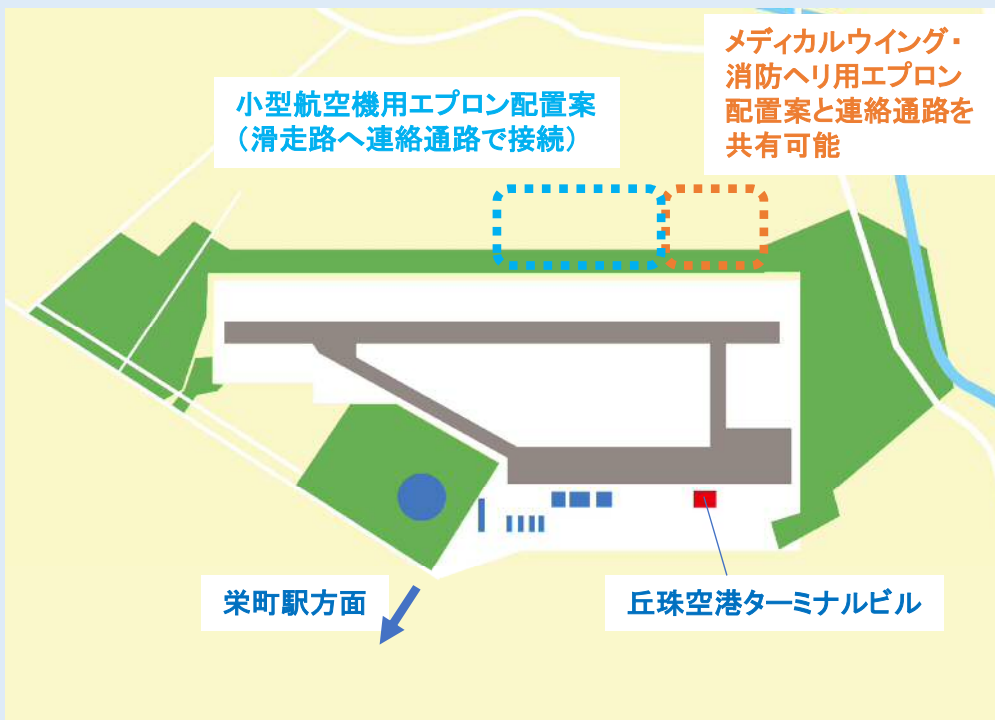 メディカルウイング・
消防ヘリ用エプロン
配置案と連絡通路を
共有可能
小型航空機用エプロン配置案
（滑走路へ連絡通路で接続）
栄町駅方面
丘珠空港ターミナルビル